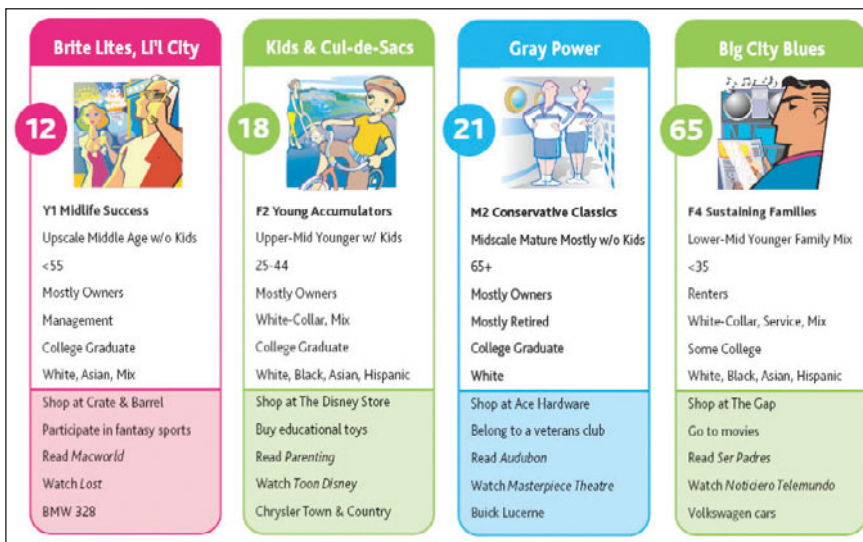 Brite Lites, Li'l City
12
Y1 Midlife Success
Upscale Middle Age w/o Kids
<55
Mostly Owners
Management
College Graduate
White, Asian, Mix
Shop at Crate & Barrel
Participate in fantasy sports
Read Macworld
Watch Lost
BMW 328
Kids & Cul-de-Sacs
18
F2 Young Accumulators
Upper-Mid Younger w/ Kids
25-44
Mostly Owners
White-Collar, Mix
College Graduate
White, Black, Asian, Hispanic
Shop at The Disney Store
Buy educational toys
Read Parenting
Watch Toon Disney
Chrysler Town & Country
Gray Power
21
M2 Conservative Classics
Midscale Mature Mostly w/o Kids
65+
Mostly Owners
Mostly Retired
College Graduate
White
Shop at Ace Hardware
Belong to a veterans club
Read Audubon
Watch Masterpiece Theatre
Buick Lucerne
Big City Blues
65
F4 Sustaining Families
Lower-Mid Younger Family Mix
<35
Renters
White-Collar, Service, Mix
Some College
White, Black, Asian, Hispanic
Shop at The Gap
Go to movies
Read Ser Padres
Watch Noticiero Telemundo
Volkswagen cars